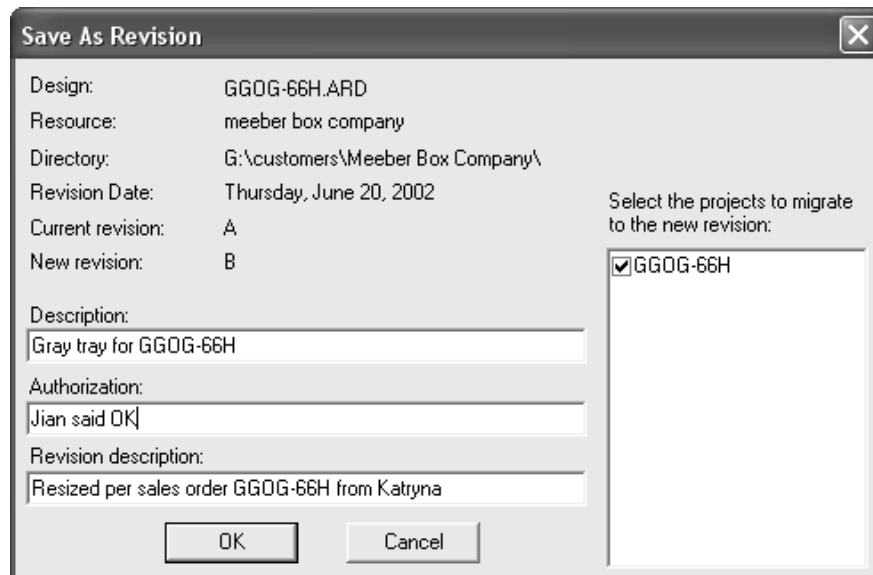 Save As Revision
Design: GGOG-66H.ARD
Resource: meeber box company
Directory: G:\customers\Meeber Box Company\
Revision Date: Thursday, June 20, 2002
Current revision: A
New revision: B
Description:
Gray tray for GGOG-66H
Authorization:
Jian said OK
Revision description:
Resized per sales order GGOG-66H from Katryna
OK Cancel
Select the projects to migrate
to the new revision:
GGOG-66H